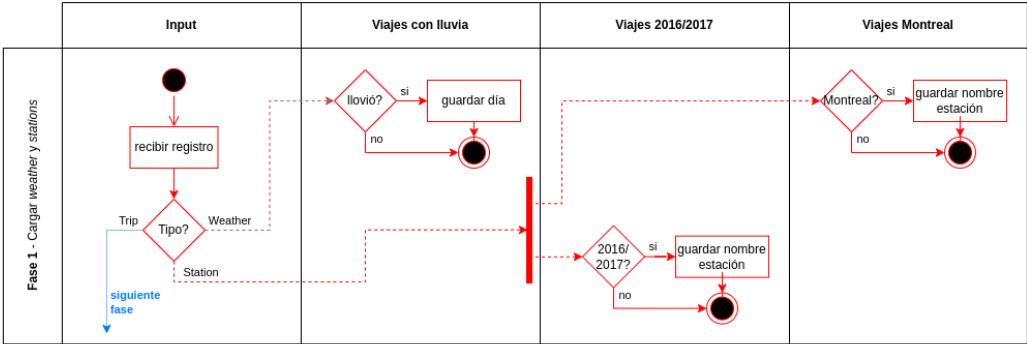 Input
Viajes con lluvia
Viajes 2016/2017
Viajes Montreal
Fase 1 - Cargar weather y stations
recibir registro
Tipo?
Trip
Weather
Station
siguiente
fase
llovió?
si
guardar día
no
2016/
2017?
si
guardar nombre
estación
no
Montreal?
si
guardar nombre
estación
no